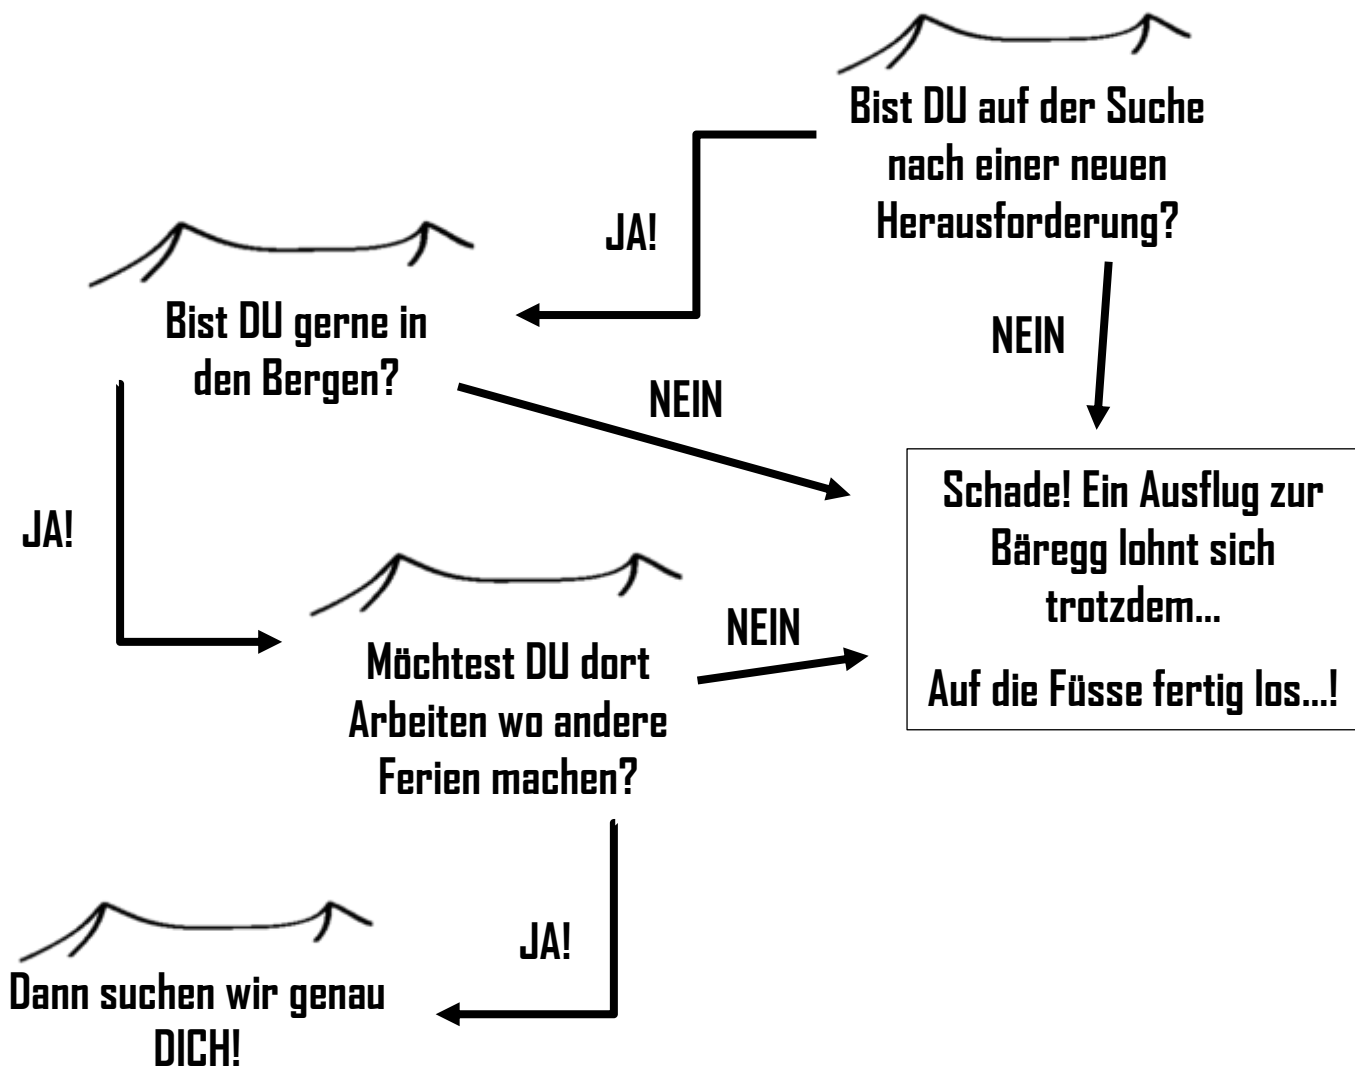 Bist DU auf der Suche
nach einer neuen
Herausforderung?
JA!
NEIN
Bist DU gerne in
den Bergen?
NEIN
JA!
Schade! Ein Ausflug zur
Bäregg lohnt sich
trotzdem...
Auf die Füsse fertig los...!
Möchtest DU dort
Arbeiten wo andere
Ferien machen?
NEIN
JA!
Dann suchen wir genau
DICH!